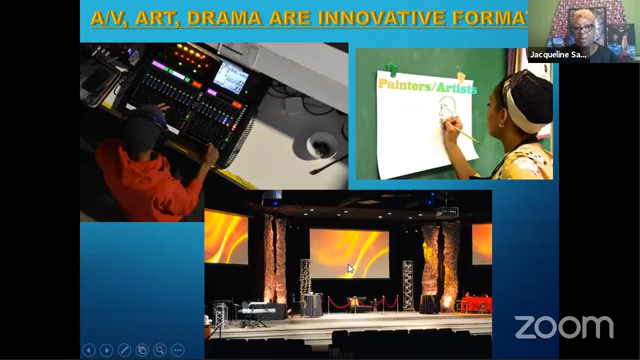 A/V, ART, DRAMA ARE INNOVATIVE FORMA
Jacqueline Sa...
Painters/Artists
zoom